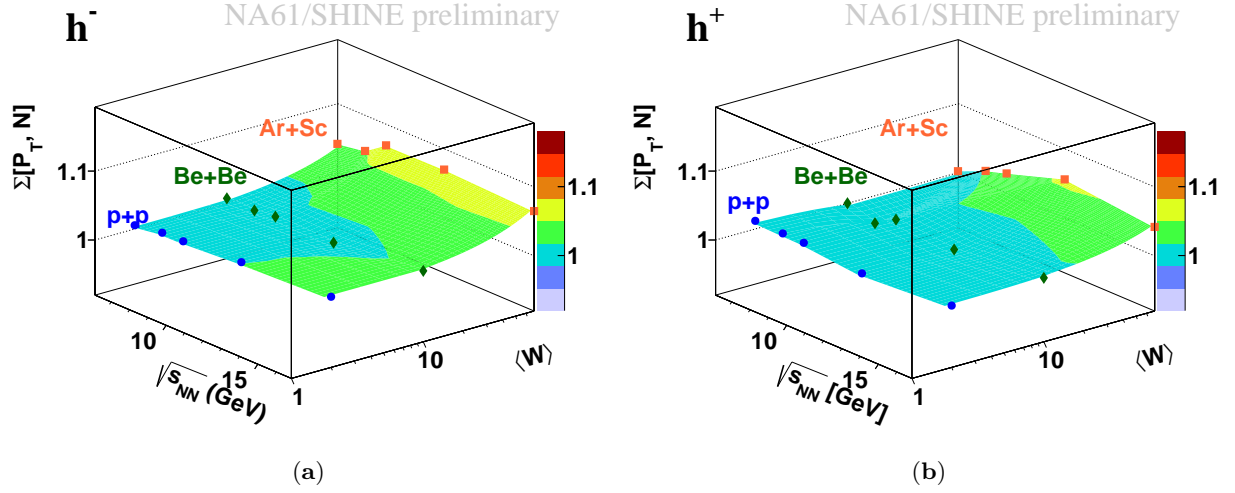 h-
NA61/SHINE preliminary
Σ[P_T, N]
1.1
1
Ar+Sc
Be+Be
p+p
1.1
1
10
15
√s_NN (GeV)
1
10
⟨W⟩
(a)
h+
NA61/SHINE preliminary
Σ[P_T, N]
1.1
1
Ar+Sc
Be+Be
p+p
1.1
1
10
15
√s_NN [GeV]
1
10
⟨W⟩
(b)